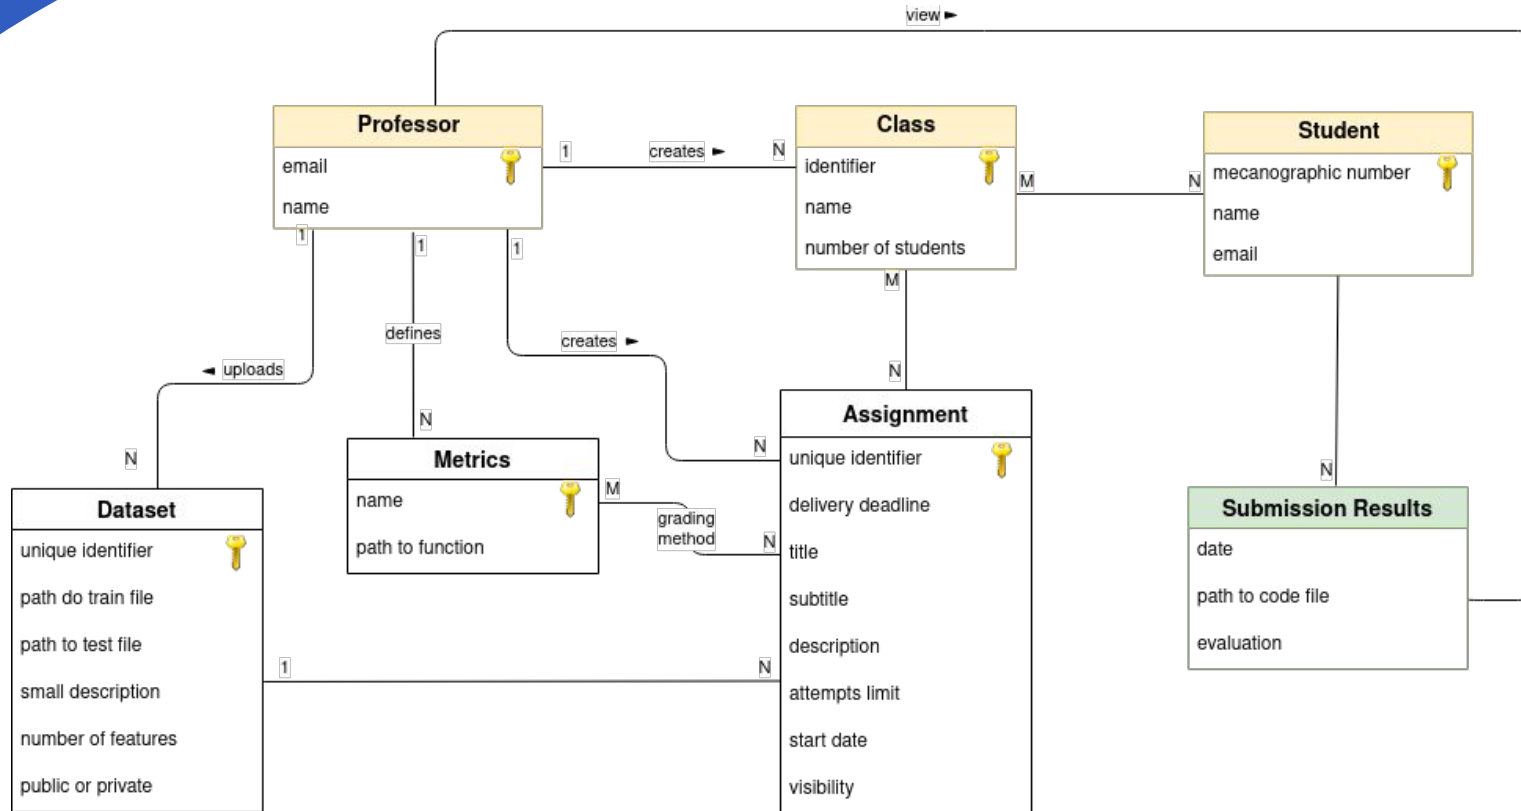 view ►
Professor
email
name
1
creates ►
N
Class
identifier
name
number of students
M
N
Student
mecanographic number
name
email
1
1
1
◄ uploads
defines
creates ►
N
N
N
M
N
N
Dataset
unique identifier
path do train file
path to test file
small description
number of features
public or private
Metrics
name
path to function
M
grading
method
N
1
N
Assignment
unique identifier
delivery deadline
title
subtitle
description
attempts limit
start date
visibility
Submission Results
date
path to code file
evaluation